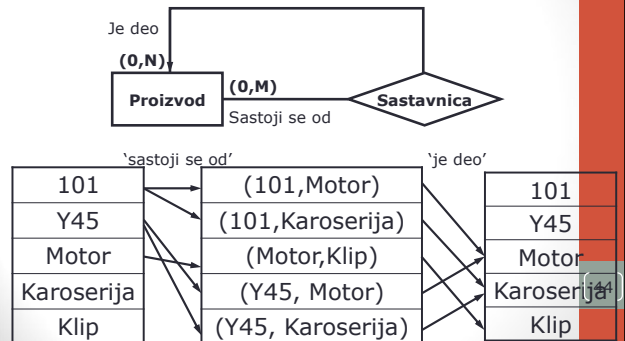 Je deo
(0,N)
(0,M)
Proizvod
Sastavnica
Sastoji se od
'sastoji se od'
'je deo'
101
(101,Motor)
101
Y45
(101,Karoserija)
Y45
Motor
(Motor,Klip)
Motor
Karoserija
(Y45, Motor)
Karoserija
44
Klip
(Y45, Karoserija)
Klip